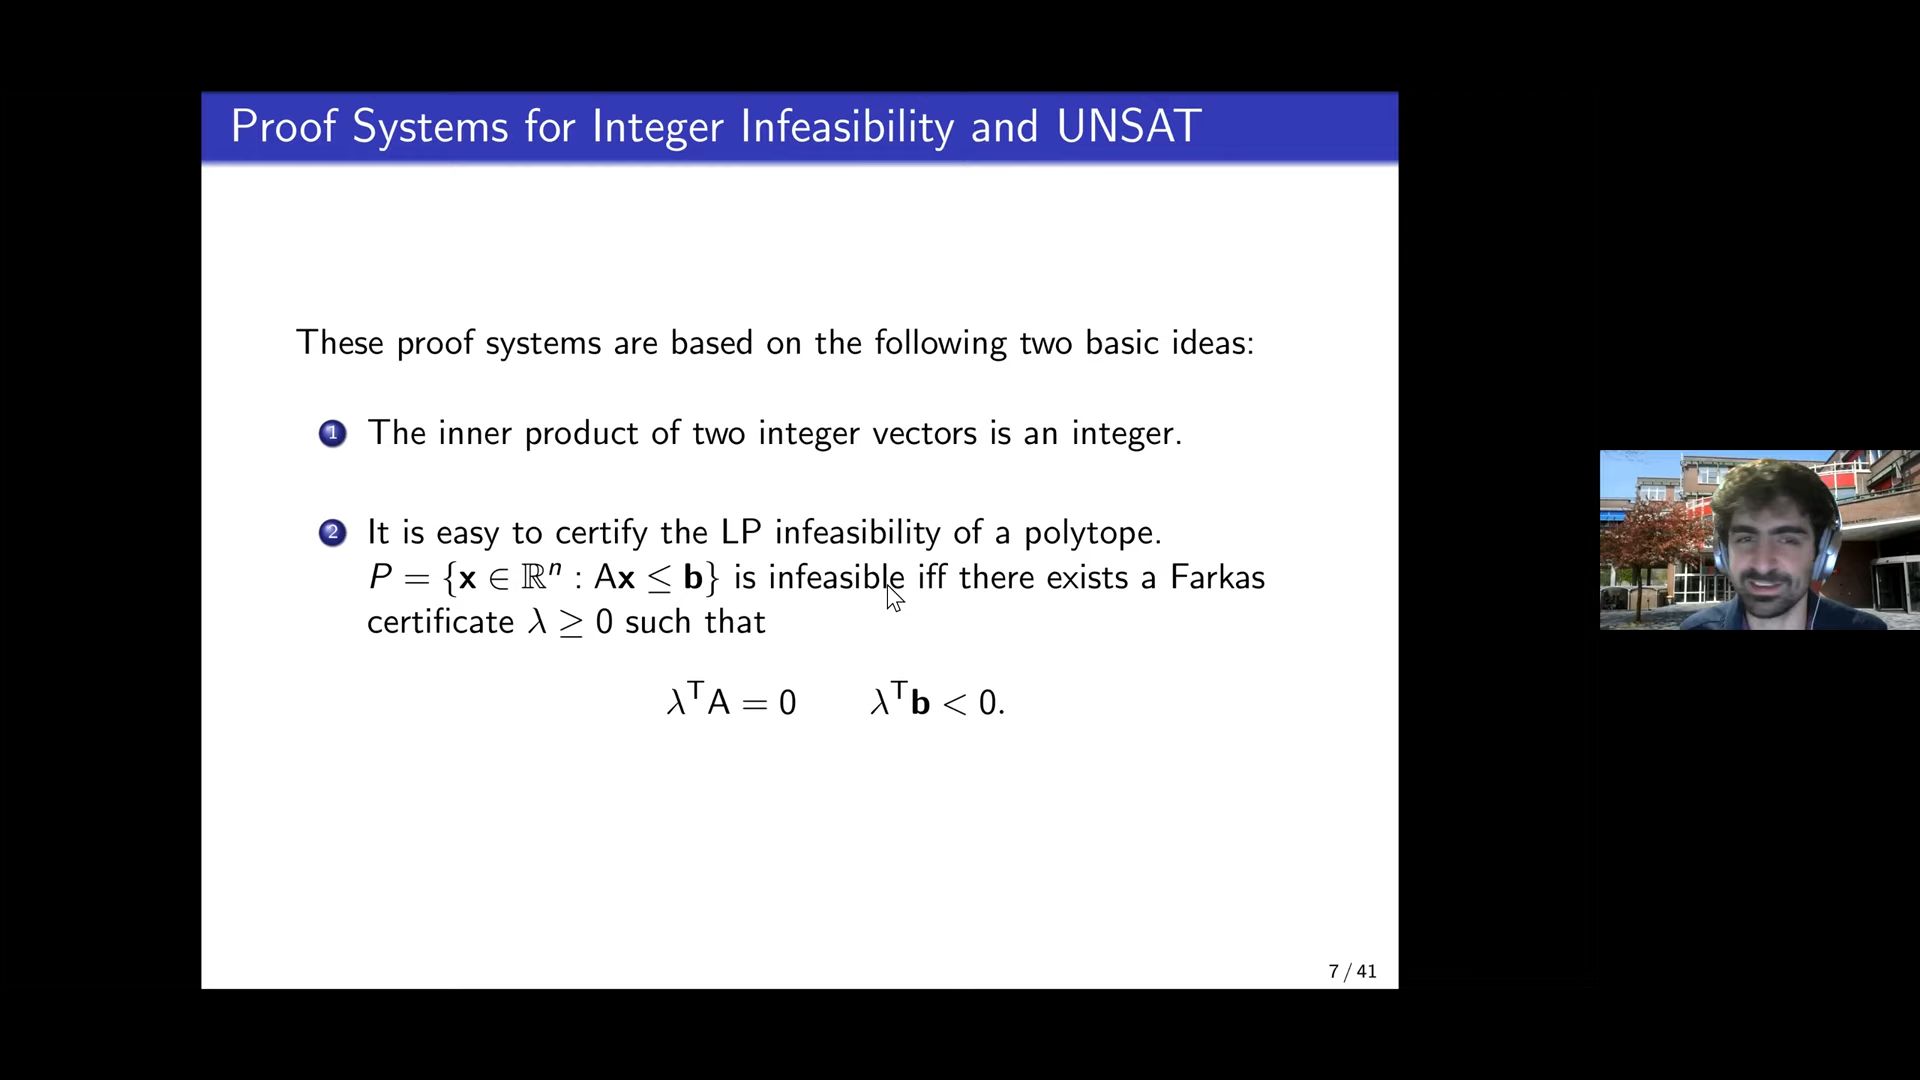 Proof Systems for Integer Infeasibility and UNSAT
These proof systems are based on the following two basic ideas:
1 The inner product of two integer vectors is an integer.
2 It is easy to certify the LP infeasibility of a polytope.
P = {x ∈ ℝⁿ : Ax ≤ b} is infeasible iff there exists a Farkas
certificate λ ≥ 0 such that
λᵀA = 0 λᵀb < 0.
7 / 41